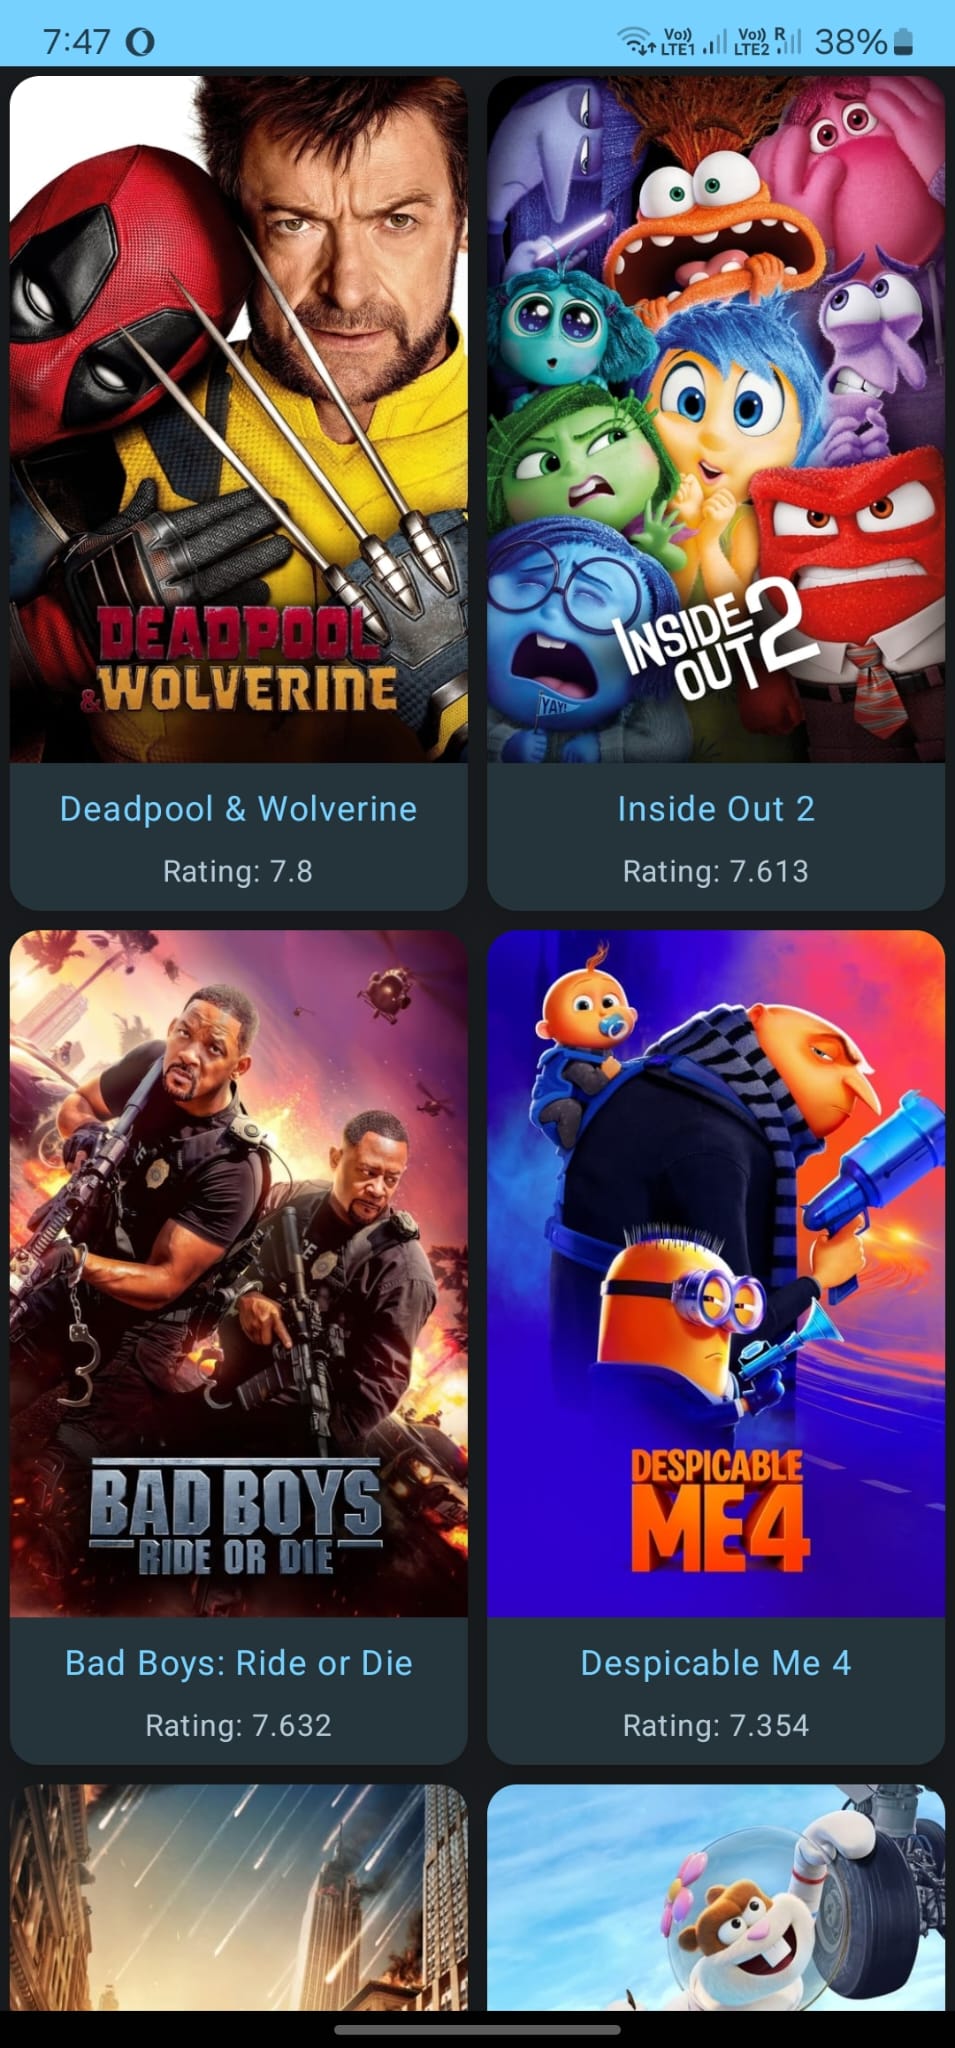 7:47
Vo))
LTE1
Vo))
LTE2
R
38%
DEADPOOL
& WOLVERINE
Deadpool & Wolverine
Rating: 7.8
YAY!
INSIDE
OUT 2
Inside Out 2
Rating: 7.613
BAD BOYS
RIDE OR DIE
Bad Boys: Ride or Die
Rating: 7.632
DESPICABLE
ME 4
Despicable Me 4
Rating: 7.354